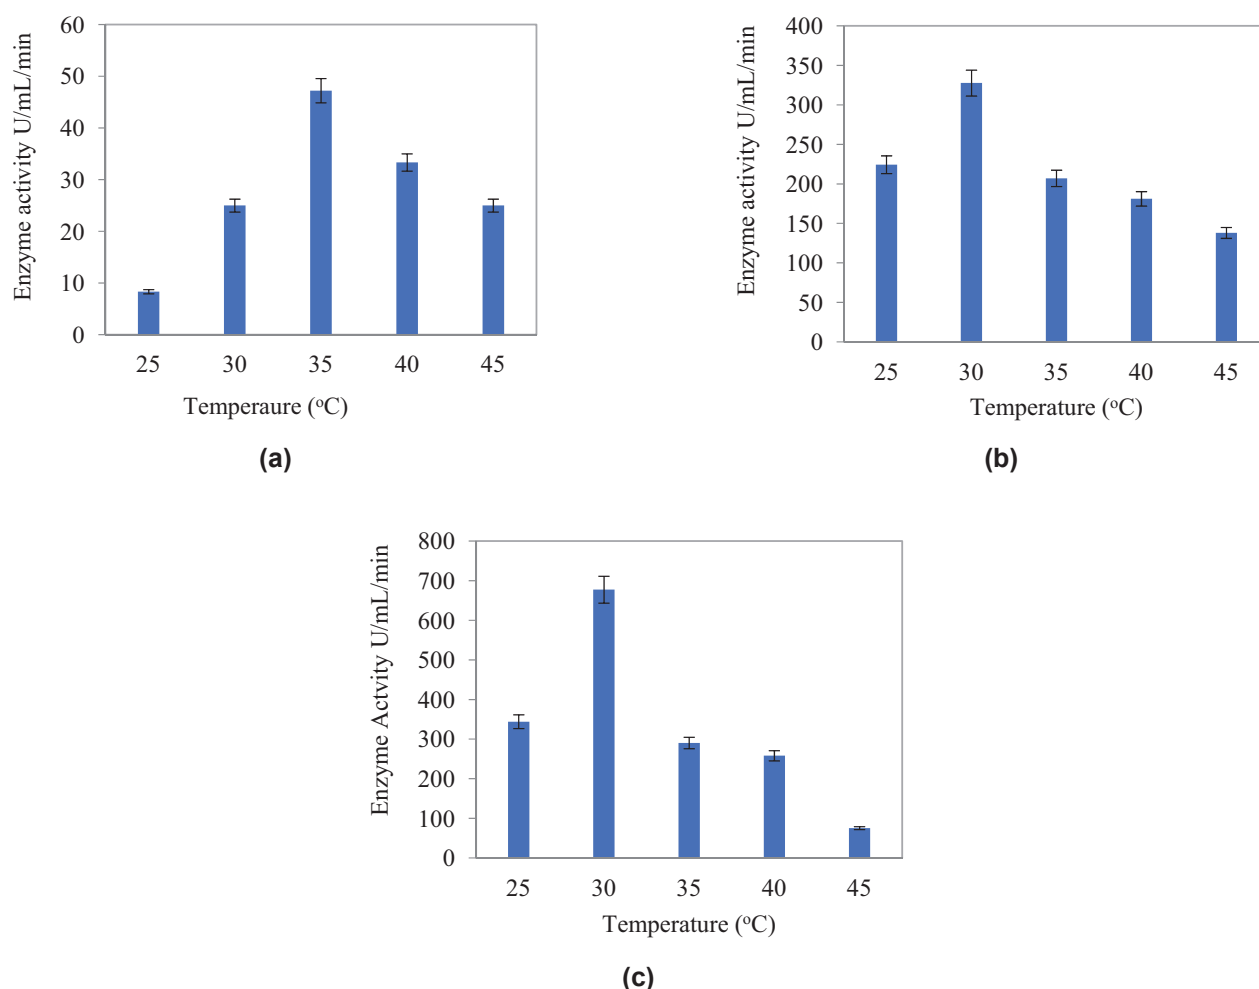 Enzyme activity U/mL/min
60
50
40
30
20
10
0
25 30 35 40 45
Temperaure (°C)
(a)
Enzyme activity U/mL/min
400
350
300
250
200
150
100
50
0
25 30 35 40 45
Temperature (°C)
(b)
Enzyme Actvity U/mL/min
800
700
600
500
400
300
200
100
0
25 30 35 40 45
Temperature (°C)
(c)